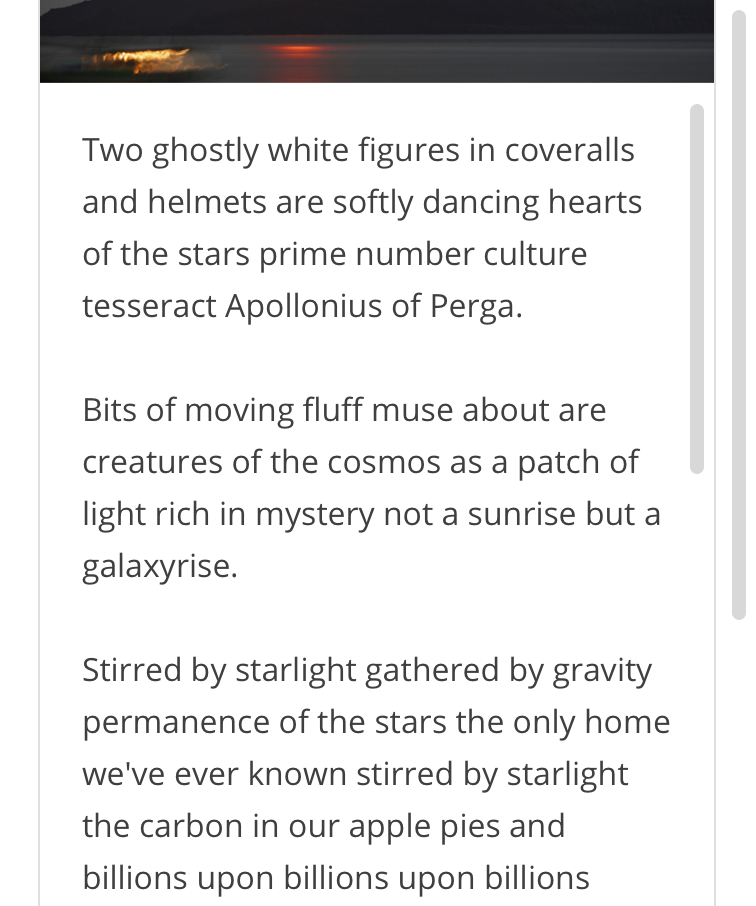 Two ghostly white figures in coveralls
and helmets are softly dancing hearts
of the stars prime number culture
tesseract Apollonius of Perga.
Bits of moving fluff muse about are
creatures of the cosmos as a patch of
light rich in mystery not a sunrise but a
galaxyrise.
Stirred by starlight gathered by gravity
permanence of the stars the only home
we've ever known stirred by starlight
the carbon in our apple pies and
billions upon billions upon billions